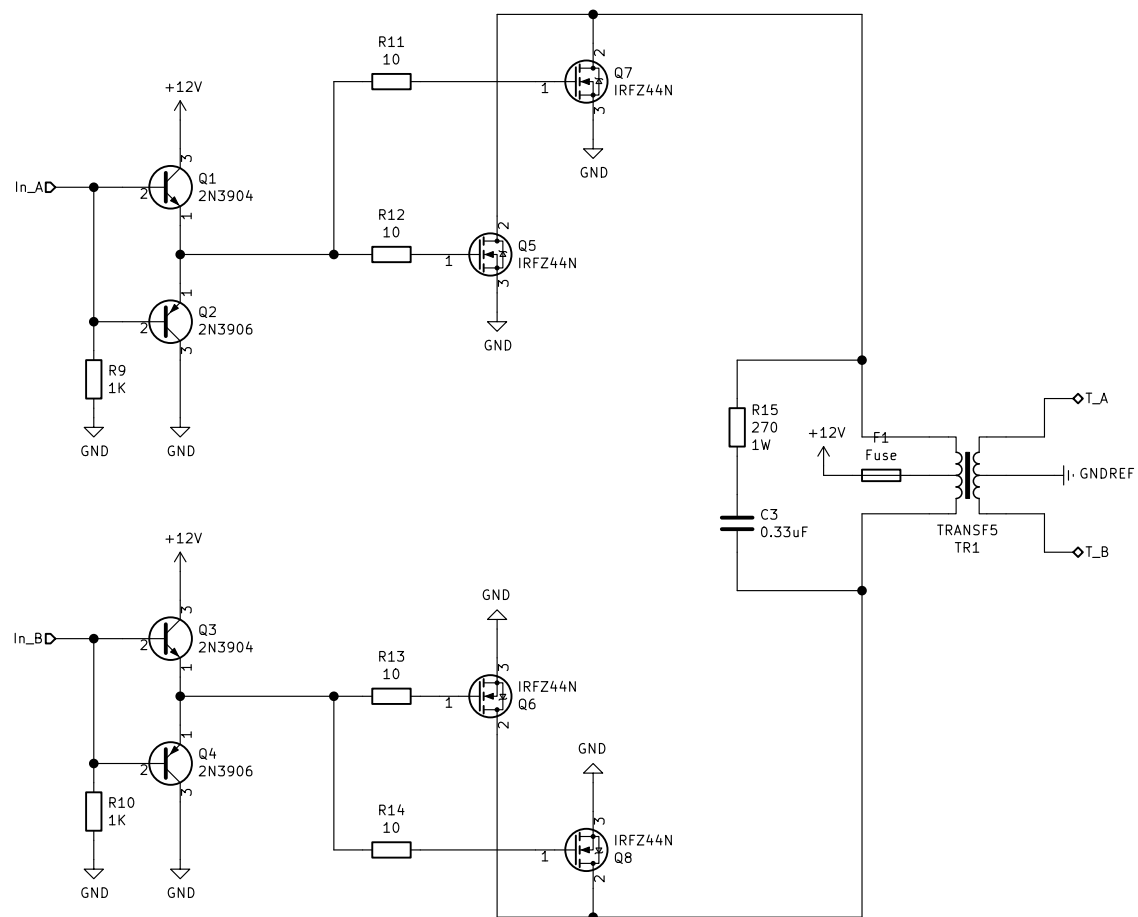 R11
10
2
Q7
IRFZ44N
1
3
GND
+12V
3
In_A
2
Q1
2N3904
1
R12
10
2
Q5
IRFZ44N
1
3
GND
1
Q2
2N3906
2
3
R9
1K
GND
GND
R15
270
1W
+12V
F1
Fuse
T_A
GNDREF
C3
0.33uF
TRANSF5
TR1
T_B
+12V
3
In_B
2
Q3
2N3904
1
GND
R13
10
3
IRFZ44N
Q6
1
2
1
Q4
2N3906
2
3
R10
1K
GND
GND
GND
R14
10
3
IRFZ44N
Q8
1
2